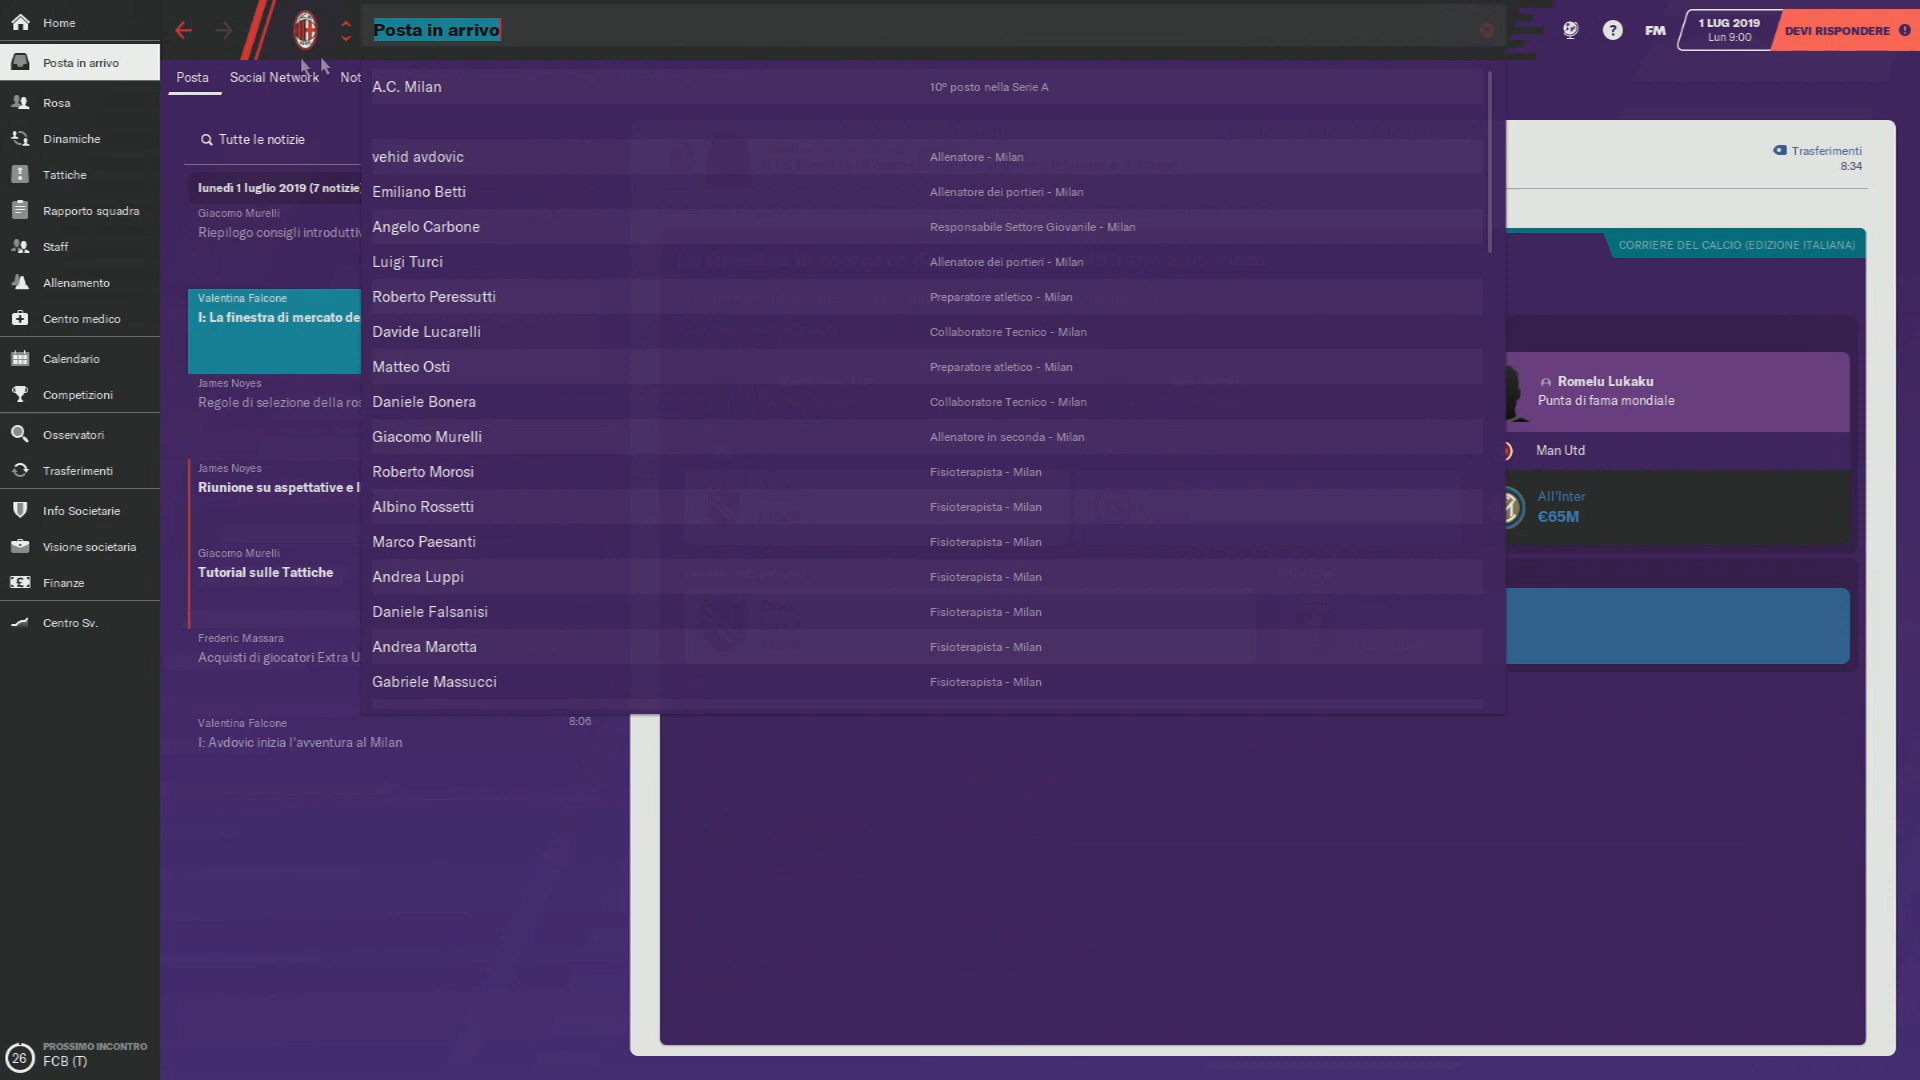 Home
Posta in arrivo
Rosa
Dinamiche
Tattiche
Rapporto squadra
Staff
Allenamento
Centro medico
Calendario
Competizioni
Osservatori
Trasferimenti
Info Societarie
Visione societaria
Finanze
Centro Sv.
26
PROSSIMO INCONTRO
FCB (T)
Posta in arrivo
?
FM
1 LUG 2019
Lun 9:00
DEVI RISPONDERE
Posta
Social Network
Not
Tutte le notizie
lunedì 1 luglio 2019 (7 notizie)
Giacomo Murelli
Riepilogo consigli introduttiv
Valentina Falcone
I: La finestra di mercato de
James Noyes
Regole di selezione della ros
James Noyes
Riunione su aspettative e
Giacomo Murelli
Tutorial sulle Tattiche
Frederic Massara
Acquisti di giocatori Extra U
Valentina Falcone
8:06
I: Avdovic inizia l'avventura al Milan
A.C. Milan
10º posto nella Serie A
vehid avdovic
Allenatore - Milan
Emiliano Betti
Allenatore dei portieri - Milan
Angelo Carbone
Responsabile Settore Giovanile - Milan
Luigi Turci
Allenatore dei portieri - Milan
Roberto Peressutti
Preparatore atletico - Milan
Davide Lucarelli
Collaboratore Tecnico - Milan
Matteo Osti
Preparatore atletico - Milan
Daniele Bonera
Collaboratore Tecnico - Milan
Giacomo Murelli
Allenatore in seconda - Milan
Roberto Morosi
Fisioterapista - Milan
Albino Rossetti
Fisioterapista - Milan
Marco Paesanti
Fisioterapista - Milan
Andrea Luppi
Fisioterapista - Milan
Daniele Falsanisi
Fisioterapista - Milan
Andrea Marotta
Fisioterapista - Milan
Gabriele Massucci
Fisioterapista - Milan
Trasferimenti
8:34
CORRIERE DEL CALCIO (EDIZIONE ITALIANA)
Romelu Lukaku
Punta di fama mondiale
Man Utd
All'Inter
€65M